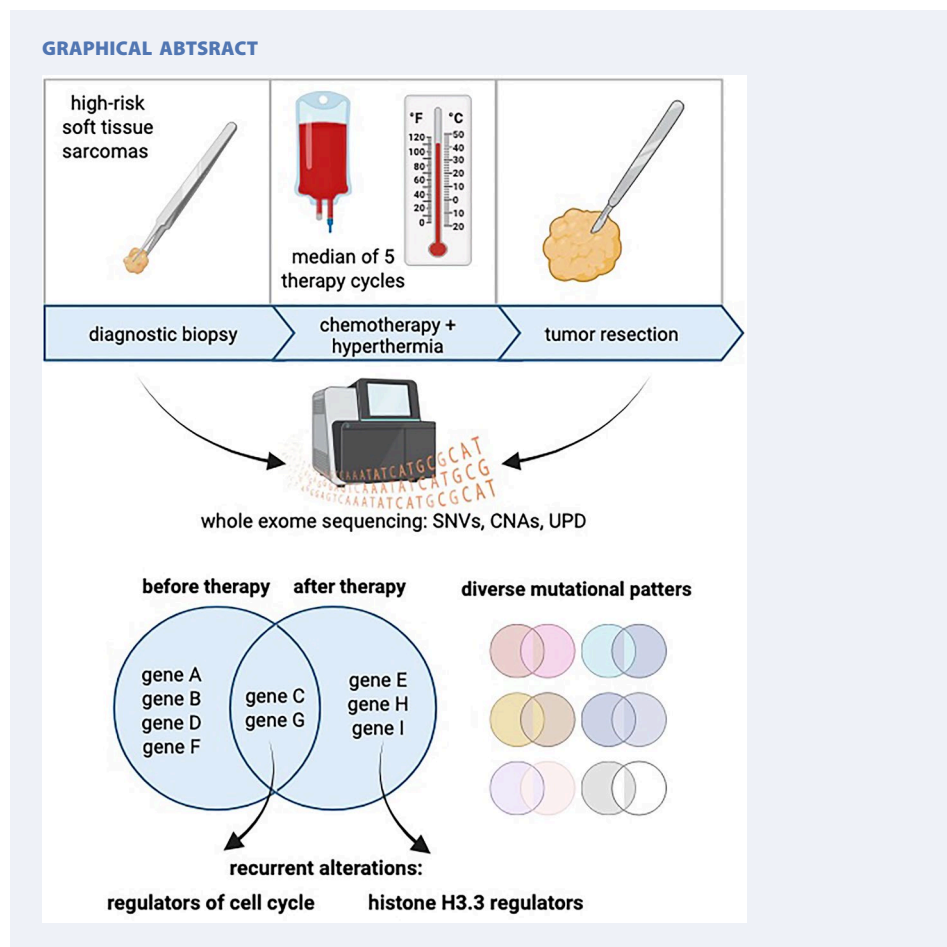 GRAPHICAL ABTSRACT
high-risk
soft tissue
sarcomas
°F
°C
120
100
80
60
40
20
0
50
40
30
20
10
0
10
20
median of 5
therapy cycles
diagnostic biopsy
chemotherapy +
hyperthermia
tumor resection
whole exome sequencing: SNVs, CNAs, UPD
before therapy
after therapy
diverse mutational patters
gene A
gene B
gene D
gene F
gene C
gene G
gene E
gene H
gene I
recurrent alterations:
regulators of cell cycle
histone H3.3 regulators